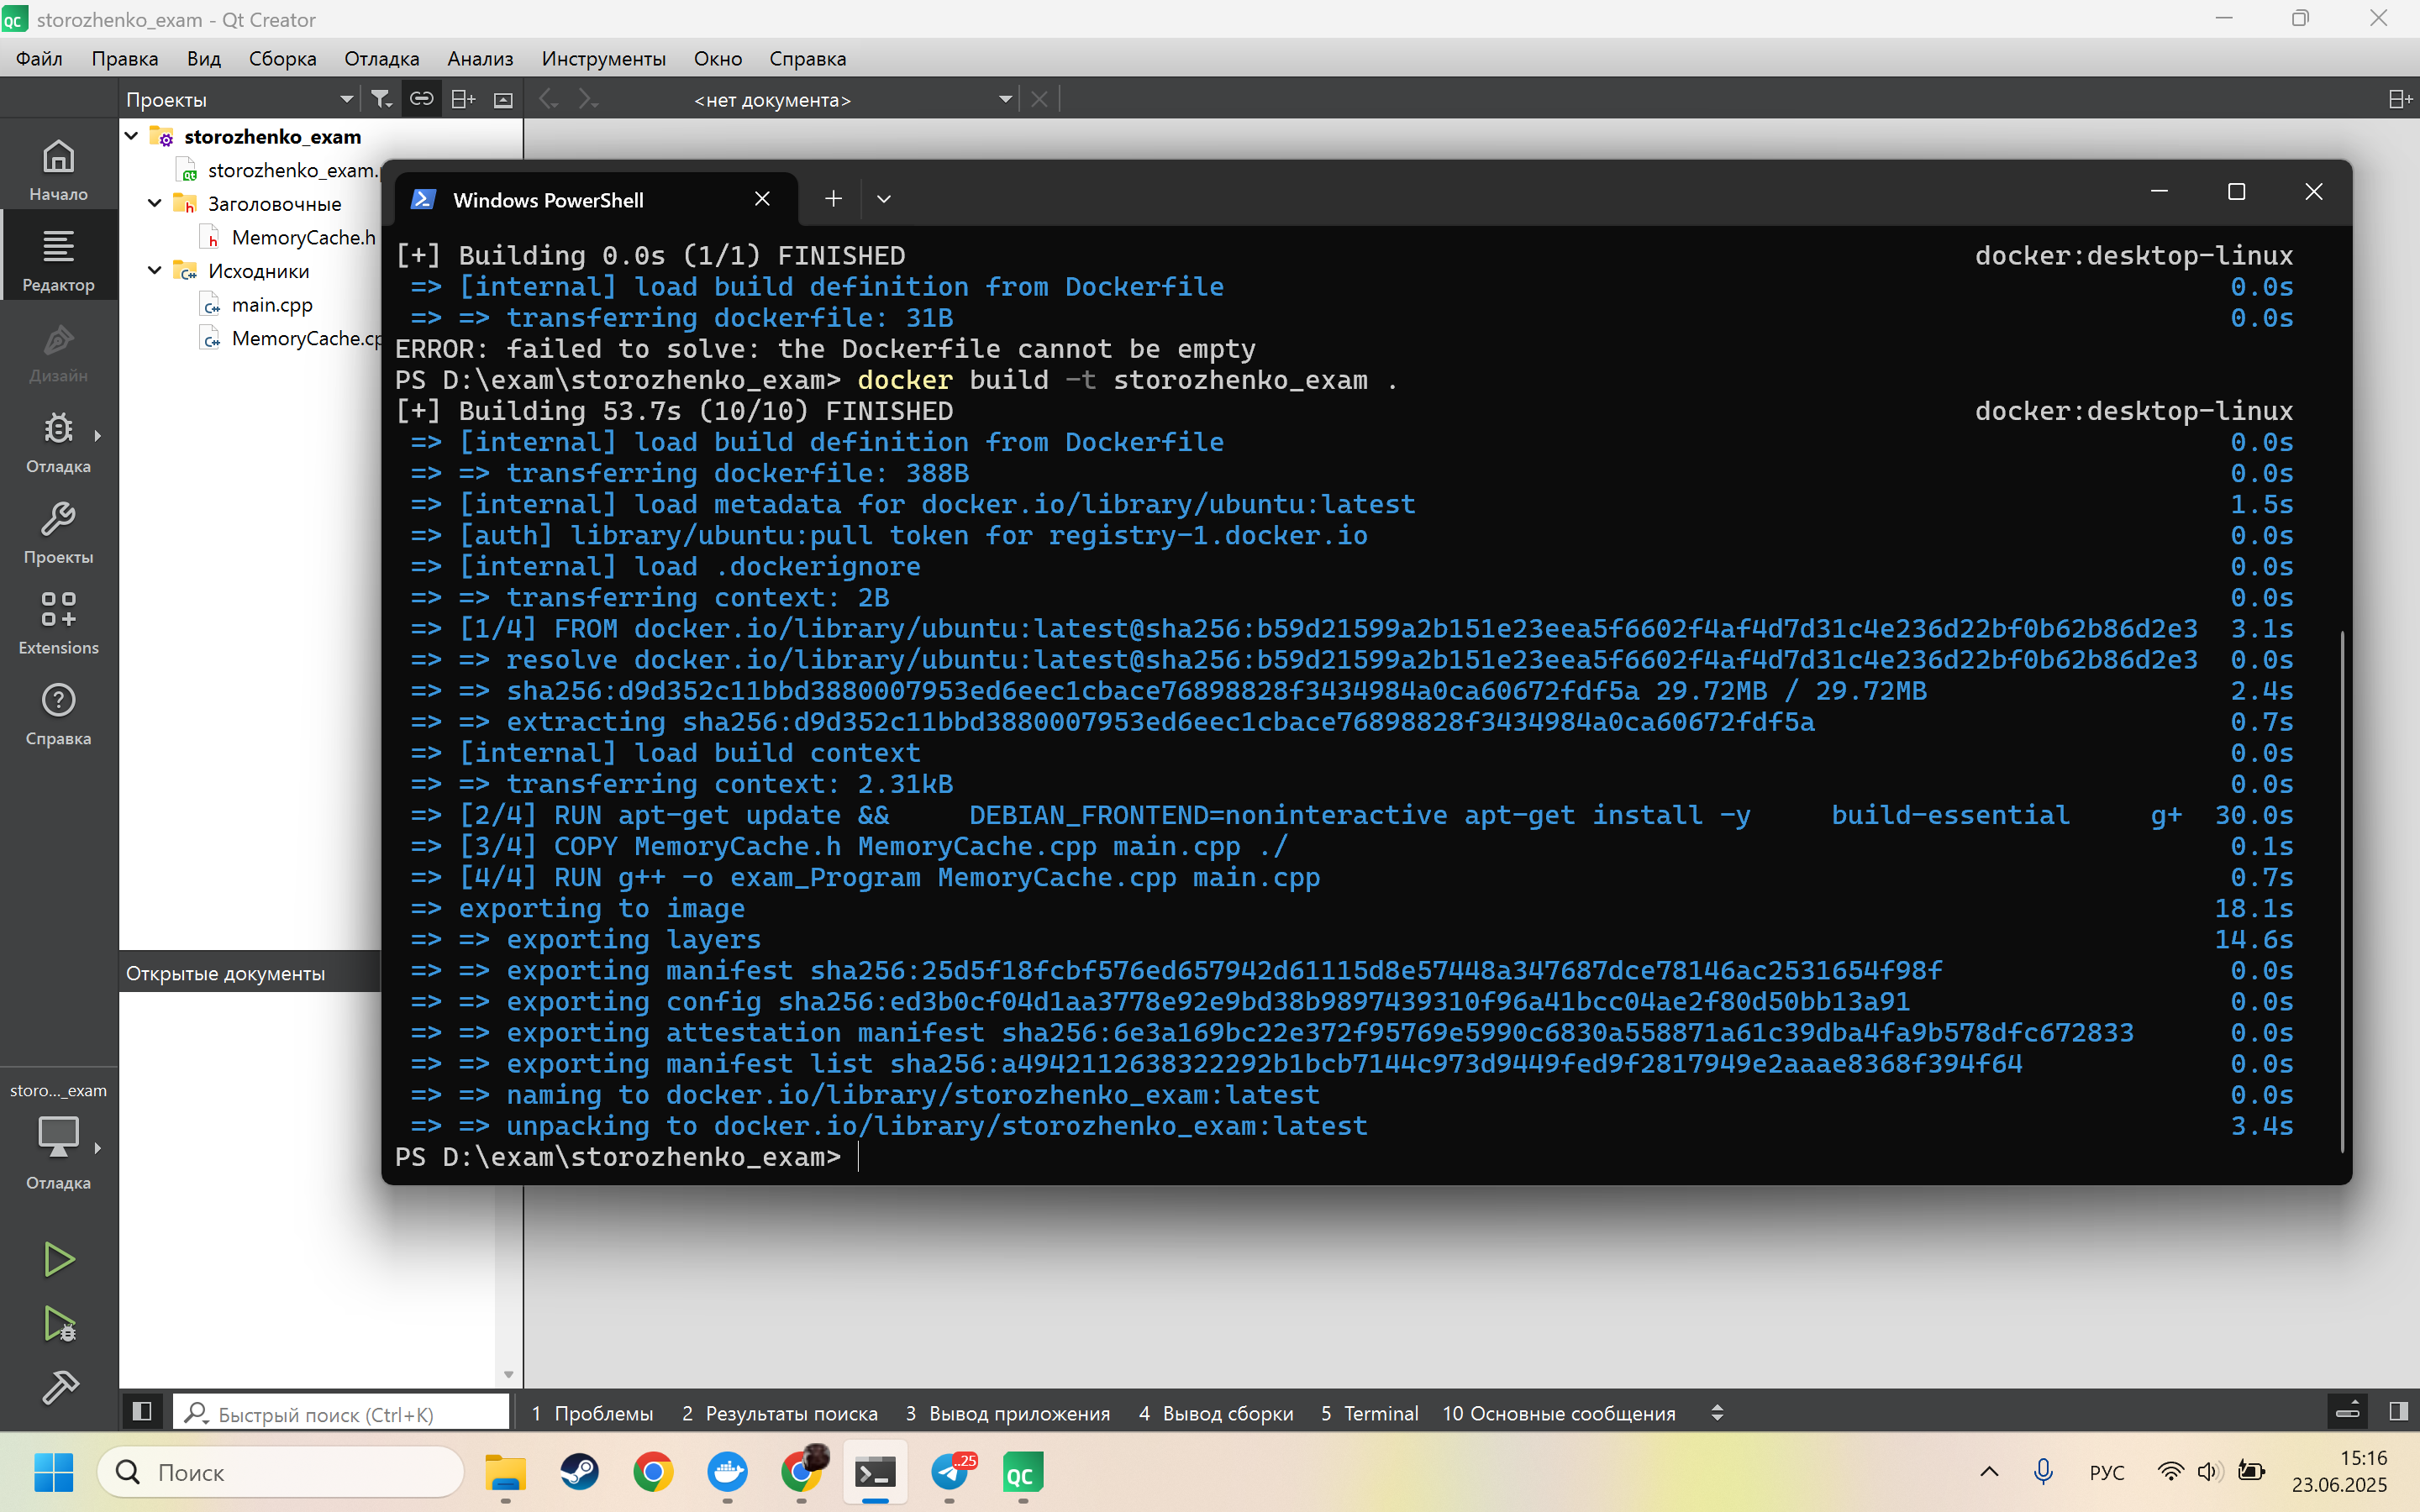 storozhenko_exam - Qt Creator
Файл Правка Вид Сборка Отладка Анализ Инструменты Окно Справка
Проекты
<нет документа>
storozhenko_exam
storozhenko_exam.
Заголовочные
MemoryCache.h
Исходники
main.cpp
MemoryCache.cp
Начало
Редактор
Дизайн
Отладка
Проекты
Extensions
Справка
Windows PowerShell
[+] Building 0.0s (1/1) FINISHED docker:desktop-linux
=> [internal] load build definition from Dockerfile 0.0s
=> => transferring dockerfile: 31B 0.0s
ERROR: failed to solve: the Dockerfile cannot be empty
PS D:\exam\storozhenko_exam> docker build -t storozhenko_exam .
[+] Building 53.7s (10/10) FINISHED docker:desktop-linux
=> [internal] load build definition from Dockerfile 0.0s
=> => transferring dockerfile: 388B 0.0s
=> [internal] load metadata for docker.io/library/ubuntu:latest 1.5s
=> [auth] library/ubuntu:pull token for registry-1.docker.io 0.0s
=> [internal] load .dockerignore 0.0s
=> => transferring context: 2B 0.0s
=> [1/4] FROM docker.io/library/ubuntu:latest@sha256:b59d21599a2b151e23eea5f6602f4af4d7d31c4e236d22bf0b62b86d2e3 3.1s
=> => resolve docker.io/library/ubuntu:latest@sha256:b59d21599a2b151e23eea5f6602f4af4d7d31c4e236d22bf0b62b86d2e3 0.0s
=> => sha256:d9d352c11bbd3880007953ed6eec1cbace76898828f3434984a0ca60672fdf5a 29.72MB / 29.72MB 2.4s
=> => extracting sha256:d9d352c11bbd3880007953ed6eec1cbace76898828f3434984a0ca60672fdf5a 0.7s
=> [internal] load build context 0.0s
=> => transferring context: 2.31kB 0.0s
=> [2/4] RUN apt-get update && DEBIAN_FRONTEND=noninteractive apt-get install -y build-essential g+ 30.0s
=> [3/4] COPY MemoryCache.h MemoryCache.cpp main.cpp ./ 0.1s
=> [4/4] RUN g++ -o exam_Program MemoryCache.cpp main.cpp 0.7s
=> exporting to image 18.1s
=> => exporting layers 14.6s
=> => exporting manifest sha256:25d5f18fcbf576ed657942d61115d8e57448a347687dce78146ac2531654f98f 0.0s
=> => exporting config sha256:ed3b0cf04d1aa3778e92e9bd38b9897439310f96a41bcc04ae2f80d50bb13a91 0.0s
=> => exporting attestation manifest sha256:6e3a169bc22e372f95769e5990c6830a558871a61c39dba4fa9b578dfc672833 0.0s
=> => exporting manifest list sha256:a49421126383222​92b1bcb7144c973d9449fed9f2817949e2aaae8368f394f64 0.0s
=> => naming to docker.io/library/storozhenko_exam:latest 0.0s
=> => unpacking to docker.io/library/storozhenko_exam:latest 3.4s
PS D:\exam\storozhenko_exam>
Открытые документы
storo..._exam
Отладка
Быстрый поиск (Ctrl+K)
1 Проблемы 2 Результаты поиска 3 Вывод приложения 4 Вывод сборки 5 Terminal 10 Основные сообщения
Поиск
..25
QC
РУС
15:16
23.06.2025